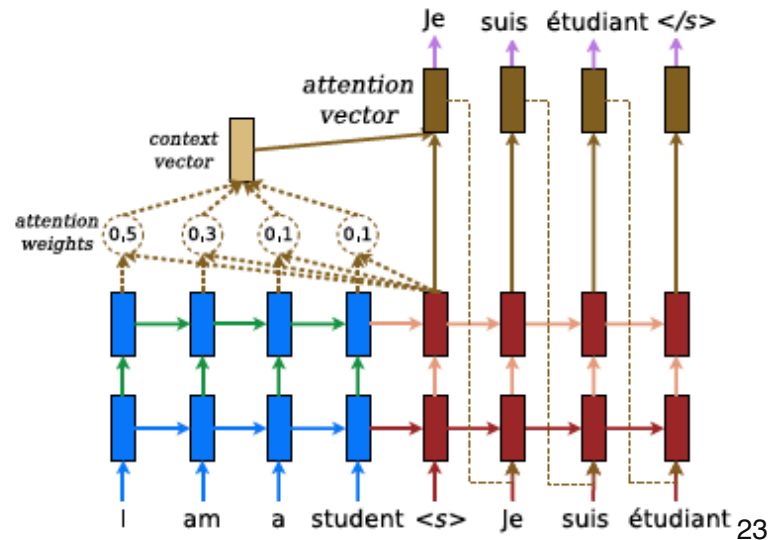 Je suis étudiant </s>
attention
vector
context
vector
attention
weights
0,5 0,3 0,1 0,1
I am a student <s> Je suis étudiant
23